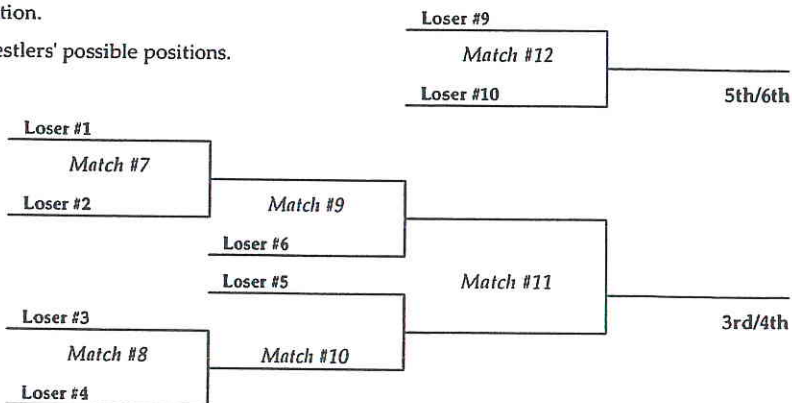 tion.
estlers' possible positions.
Loser #9
Match #12
Loser #10
5th/6th
Loser #1
Match #7
Loser #2
Match #9
Loser #6
Loser #5
Match #11
3rd/4th
Loser #3
Match #8
Match #10
Loser #4